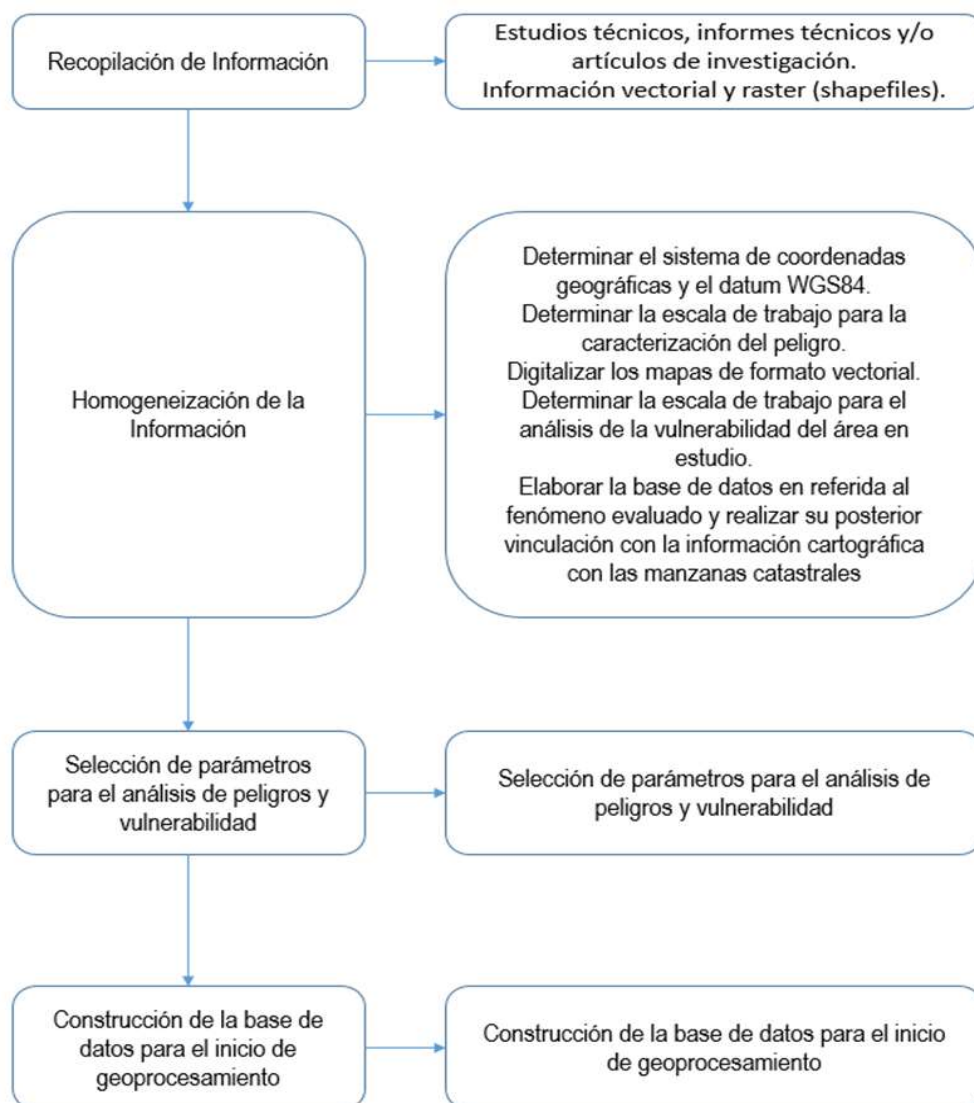 Recopilación de Información
Estudios técnicos, informes técnicos y/o
artículos de investigación.
Información vectorial y raster (shapefiles).
Homogeneización de la
Información
Determinar el sistema de coordenadas
geográficas y el datum WGS84.
Determinar la escala de trabajo para la
caracterización del peligro.
Digitalizar los mapas de formato vectorial.
Determinar la escala de trabajo para el
análisis de la vulnerabilidad del área en
estudio.
Elaborar la base de datos en referida al
fenómeno evaluado y realizar su posterior
vinculación con la información cartográfica
con las manzanas catastrales
Selección de parámetros
para el análisis de peligros y
vulnerabilidad
Selección de parámetros para el análisis de
peligros y vulnerabilidad
Construcción de la base de
datos para el inicio de
geoprocesamiento
Construcción de la base de datos para el inicio
de geoprocesamiento